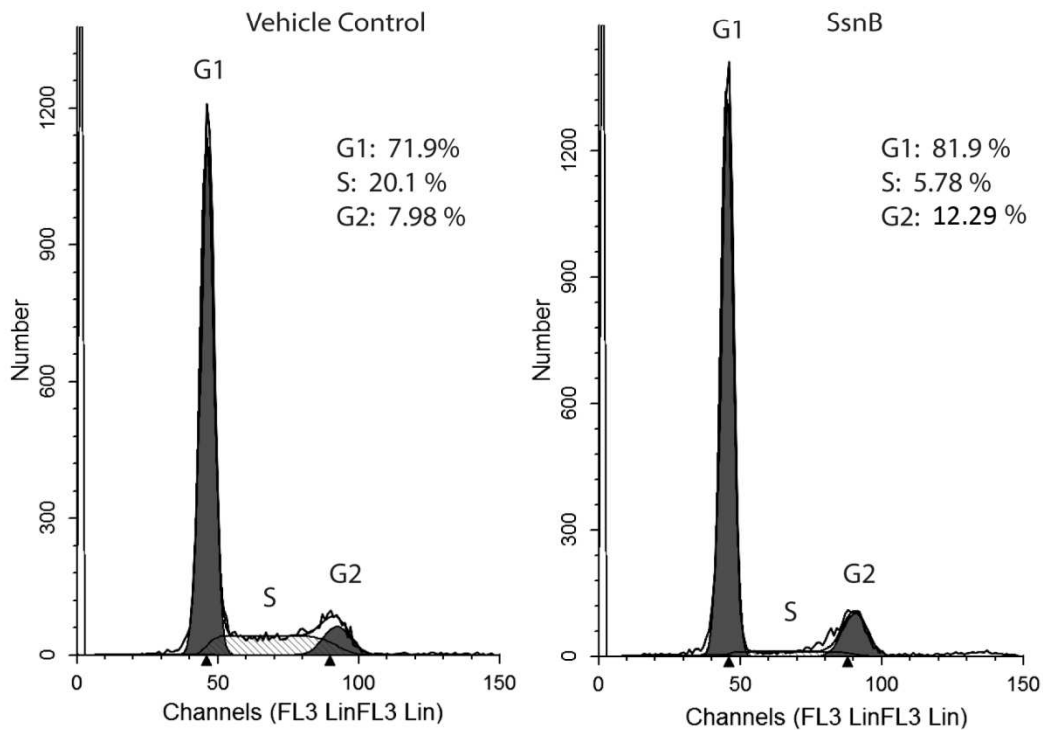 Vehicle Control
G1
G1: 71.9%
S: 20.1 %
G2: 7.98 %
S
G2
Number
0
300
600
900
1200
0
50
100
150
Channels (FL3 LinFL3 Lin)
SsnB
G1
G1: 81.9 %
S: 5.78 %
G2: 12.29 %
S
G2
Number
0
300
600
900
1200
0
50
100
150
Channels (FL3 LinFL3 Lin)